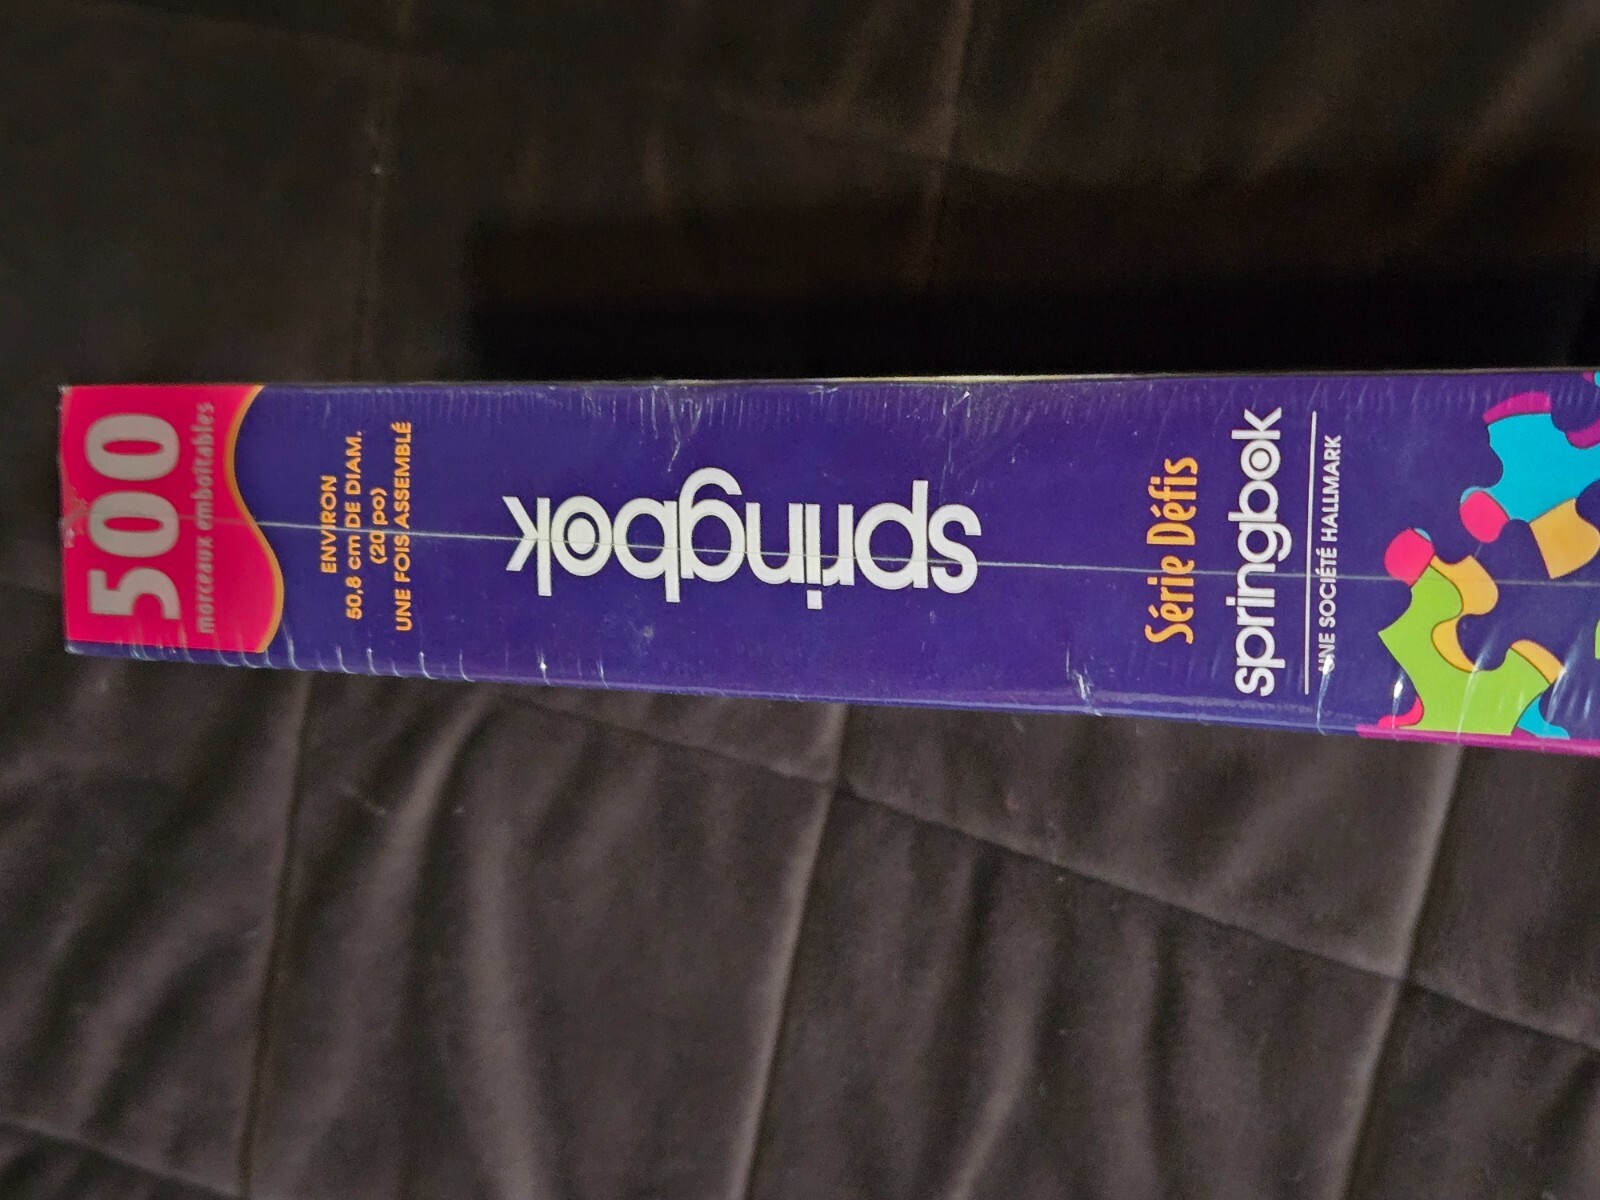 500
morceaux emboîtables
ENVIRON
50,8 cm DE DIAM.
(20 po)
UNE FOIS ASSEMBLÉ
springbok
Série Défis
springbok
UNE SOCIÉTÉ HALLMARK